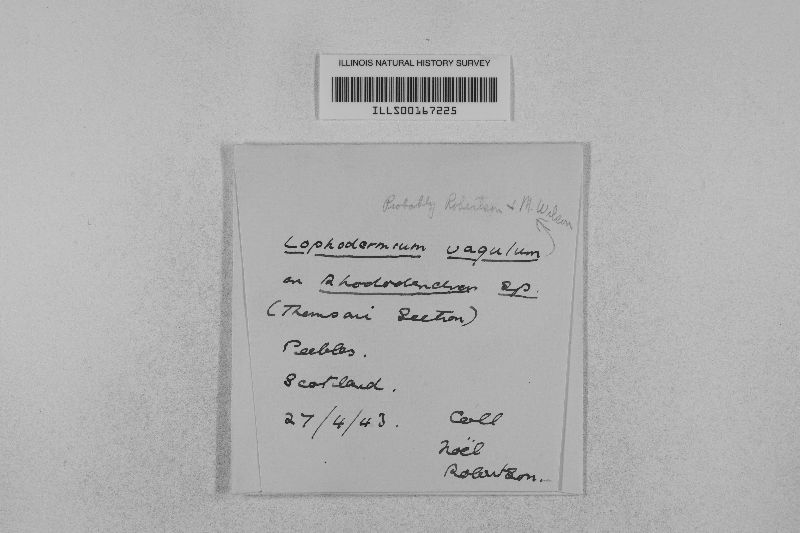 ILLINOIS NATURAL HISTORY SURVEY
ILLS00167225
Probably Robertson & M. Wilson
Lophodermium vagulum
on Rhododendron sp.
(Thomsoni Section)
Peebles.
Scotland.
27/4/43. Coll
Noël
Robertson.